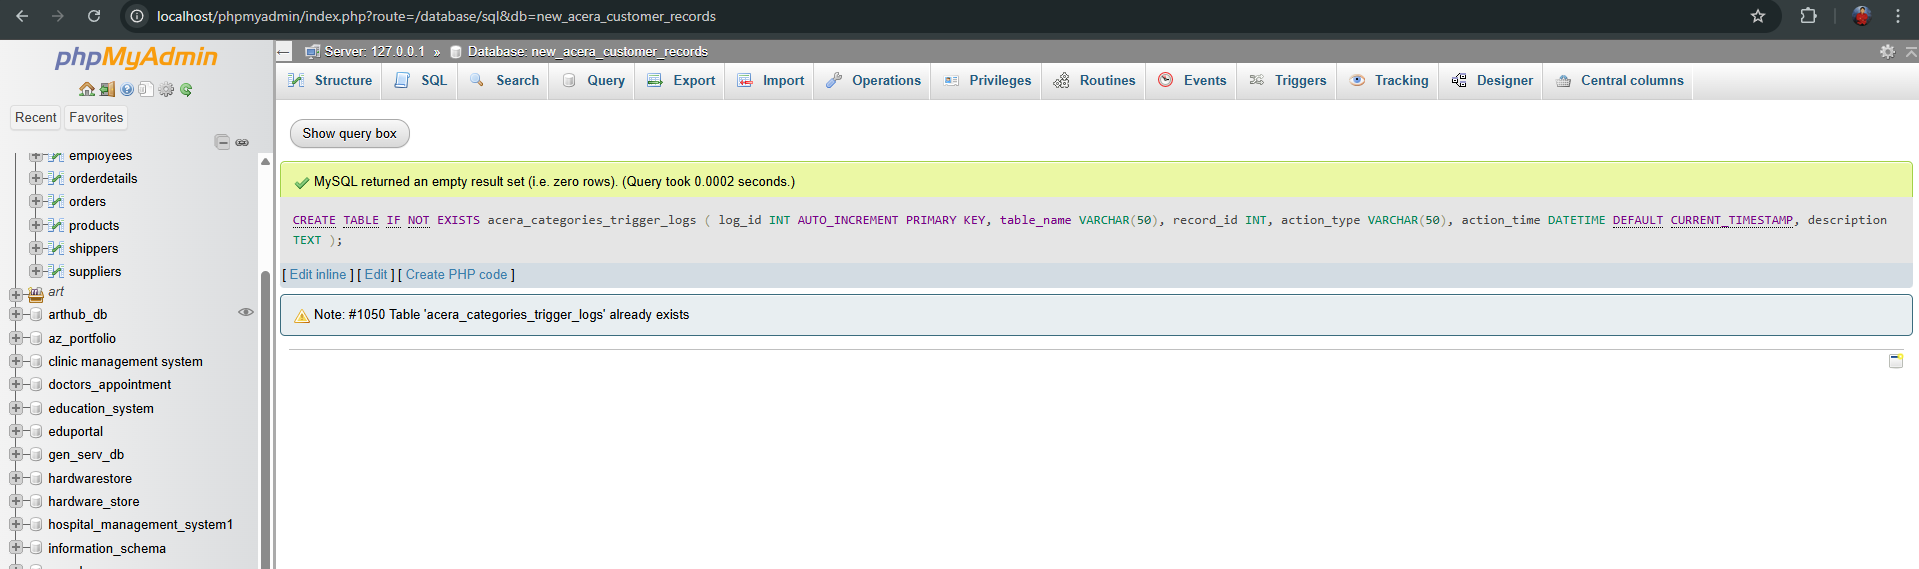 localhost/phpmyadmin/index.php?route=/database/sql&db=new_acera_customer_records
phpMyAdmin
Recent Favorites
employees
orderdetails
orders
products
shippers
suppliers
art
arthub_db
az_portfolio
clinic management system
doctors_appointment
education_system
eduportal
gen_serv_db
hardwarestore
hardware_store
hospital_management_system1
information_schema
Server: 127.0.0.1 » Database: new_acera_customer_records
Structure SQL Search Query Export Import Operations Privileges Routines Events Triggers Tracking Designer Central columns
Show query box
MySQL returned an empty result set (i.e. zero rows). (Query took 0.0002 seconds.)
CREATE TABLE IF NOT EXISTS acera_categories_trigger_logs ( log_id INT AUTO_INCREMENT PRIMARY KEY, table_name VARCHAR(50), record_id INT, action_type VARCHAR(50), action_time DATETIME DEFAULT CURRENT_TIMESTAMP, description
TEXT );
[ Edit inline ] [ Edit ] [ Create PHP code ]
Note: #1050 Table 'acera_categories_trigger_logs' already exists